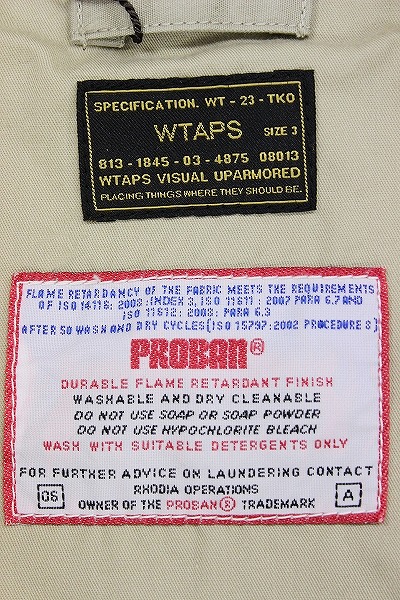 SPECIFICATION. WT - 23 - TKO
WTAPS SIZE 3
813 - 1845 - 03 - 4875 08013
WTAPS VISUAL UPARMORED
PLACING THINGS WHERE THEY SHOULD BE.
FLAME RETARDANCY OF THE FABRIC MEETS THE REQUIREMENTS
OF ISO 14116: 2008: INDEX 3, ISO 11611: 2007 PARA 6.7 AND
ISO 11612: 2008: PARA 6.3
AFTER 50 WASH AND DRY CYCLES (ISO 15797:2002 PROCEDURE 8)
PROBAN®
DURABLE FLAME RETARDANT FINISH
WASHABLE AND DRY CLEANABLE
DO NOT USE SOAP OR SOAP POWDER
DO NOT USE HYPOCHLORITE BLEACH
WASH WITH SUITABLE DETERGENTS ONLY
FOR FURTHER ADVICE ON LAUNDERING CONTACT
RHODIA OPERATIONS
OWNER OF THE PROBAN® TRADEMARK
A